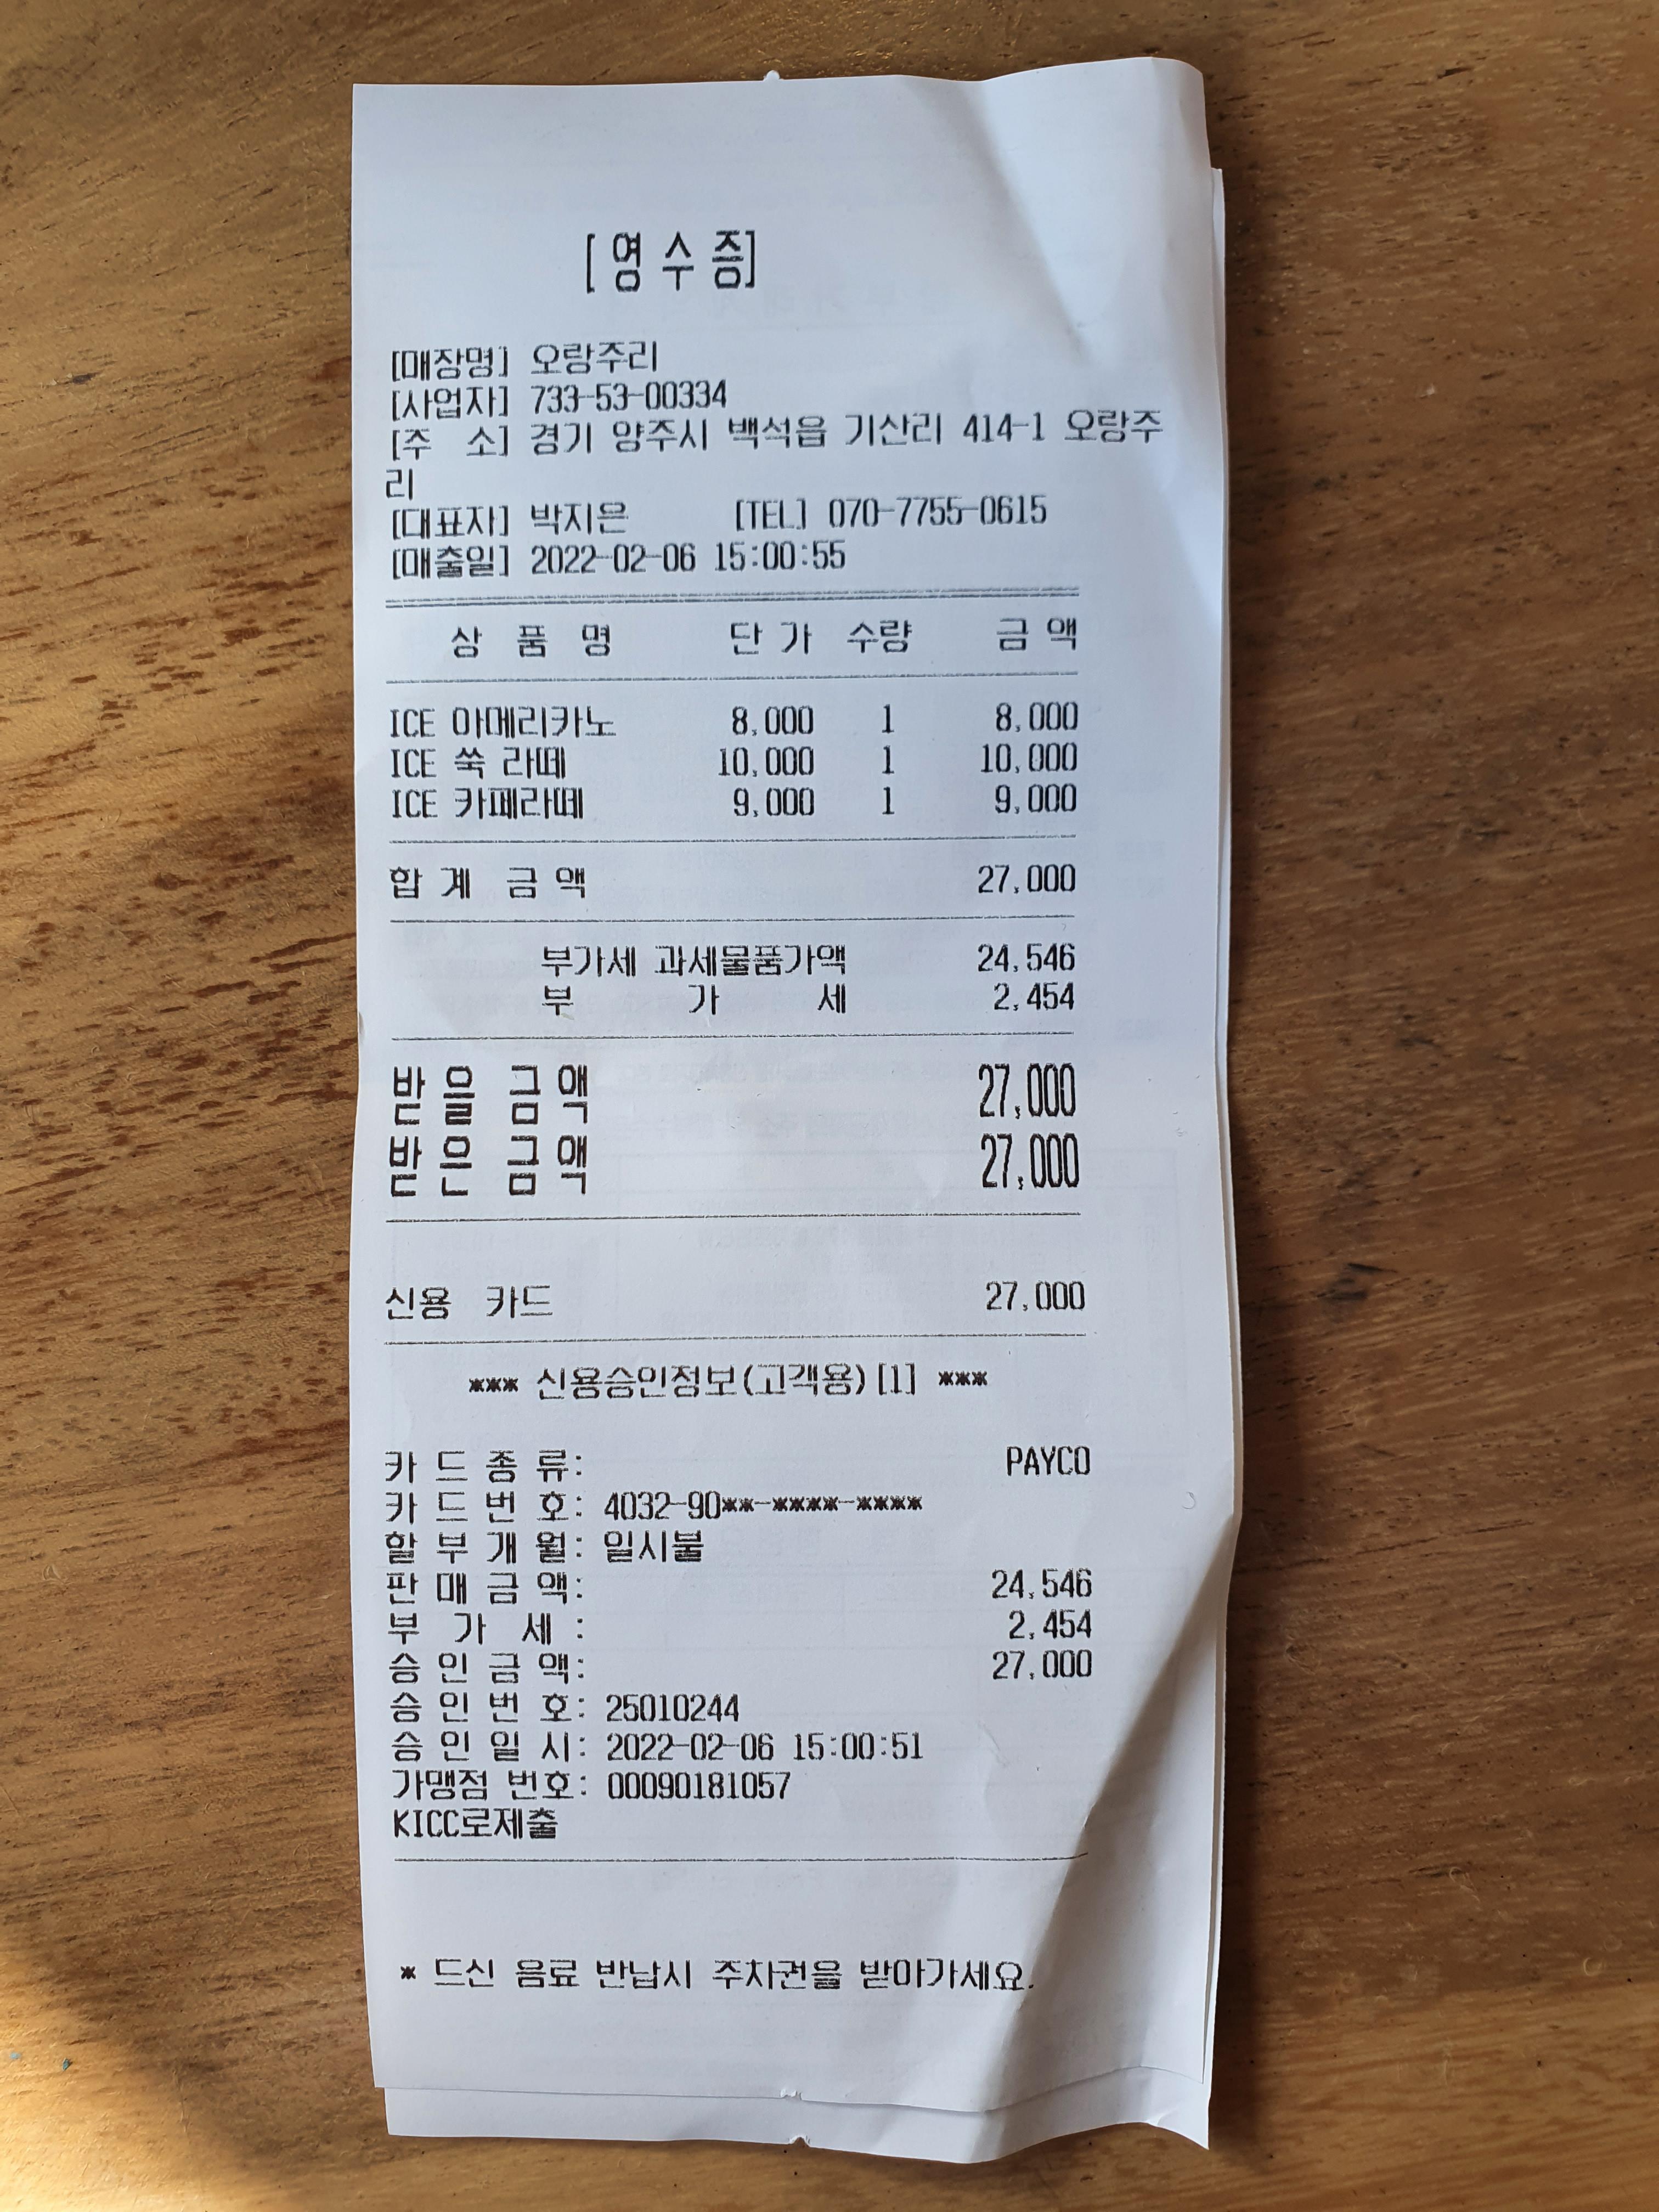 [영수증]
[매장명] 오랑주리
[사업자] 733-53-00334
[주 소] 경기 양주시 백석읍 기산리 414-1 오랑주
리
[대표자] 박지은 [TEL] 070-7755-0615
[매출일] 2022-02-06 15:00:55
상 품 명 단 가 수량 금 액
ICE 아메리카노 8,000 1 8,000
ICE 쑥 라떼 10,000 1 10,000
ICE 카페라떼 9,000 1 9,000
합 계 금 액 27,000
부가세 과세물품가액 24,546
부 가 세 2,454
받 을 금 액 27,000
받 은 금 액 27,000
신용 카드 27,000
*** 신용승인정보(고객용)[1] ***
카 드 종 류: PAYCO
카 드 번 호: 4032-90**-****-****
할 부 개 월: 일시불
판 매 금 액: 24,546
부 가 세 : 2,454
승 인 금 액: 27,000
승 인 번 호: 25010244
승 인 일 시: 2022-02-06 15:00:51
가맹점 번호: 00090181057
KICC로제출
* 드신 음료 반납시 주차권을 받아가세요.